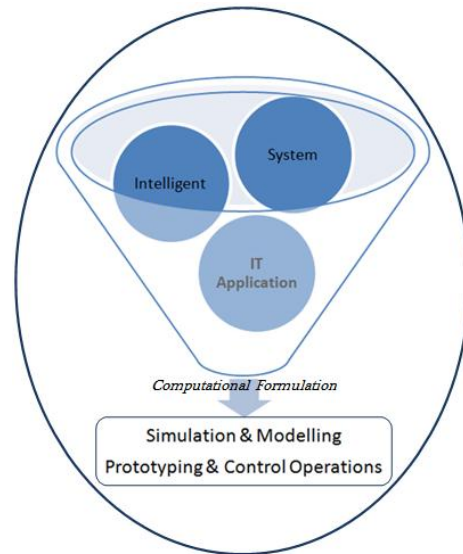 System
Intelligent
IT
Application
Computational Formulation
Simulation & Modelling
Prototyping & Control Operations